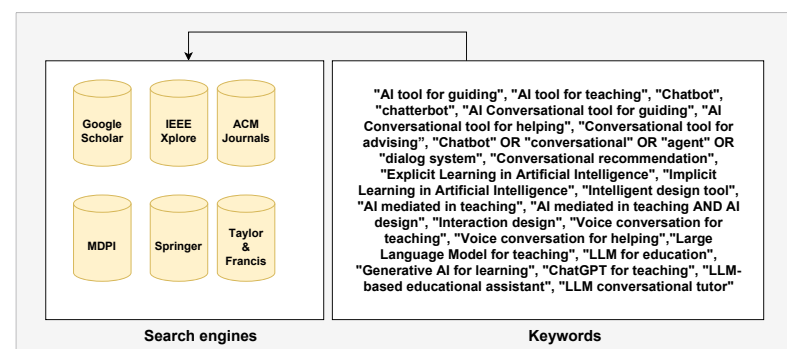 Google
Scholar
IEEE
Xplore
ACM
Journals
MDPI
Springer
Taylor
&
Francis
Search engines
"AI tool for guiding", "AI tool for teaching", "Chatbot",
"chatterbot", "AI Conversational tool for guiding", "AI
Conversational tool for helping", "Conversational tool for
advising”, "Chatbot" OR "conversational" OR "agent" OR
"dialog system", "Conversational recommendation",
"Explicit Learning in Artificial Intelligence", "Implicit
Learning in Artificial Intelligence", "Intelligent design tool",
"AI mediated in teaching", "AI mediated in teaching AND AI
design", "Interaction design", "Voice conversation for
teaching", "Voice conversation for helping","Large
Language Model for teaching", "LLM for education",
"Generative AI for learning", "ChatGPT for teaching", "LLM-
based educational assistant", "LLM conversational tutor"
Keywords